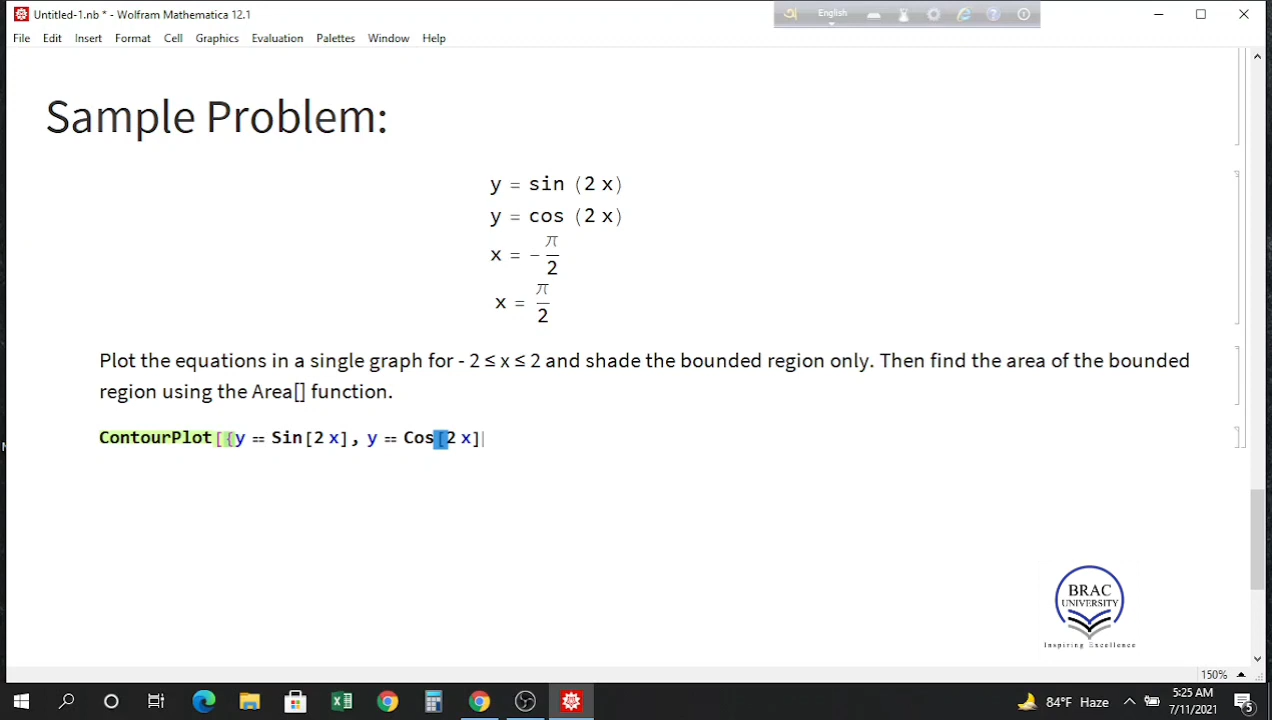 Untitled-1.nb * - Wolfram Mathematica 12.1
English
File Edit Insert Format Cell Graphics Evaluation Palettes Window Help
Sample Problem:
y = sin (2 x)
y = cos (2 x)
x = - π/2
x = π/2
Plot the equations in a single graph for - 2 ≤ x ≤ 2 and shade the bounded region only. Then find the area of the bounded
region using the Area[] function.
ContourPlot[{y == Sin[2 x], y == Cos[2 x]
BRAC
UNIVERSITY
Inspiring Excellence
150%
84°F Haze
5:25 AM
7/11/2021
5